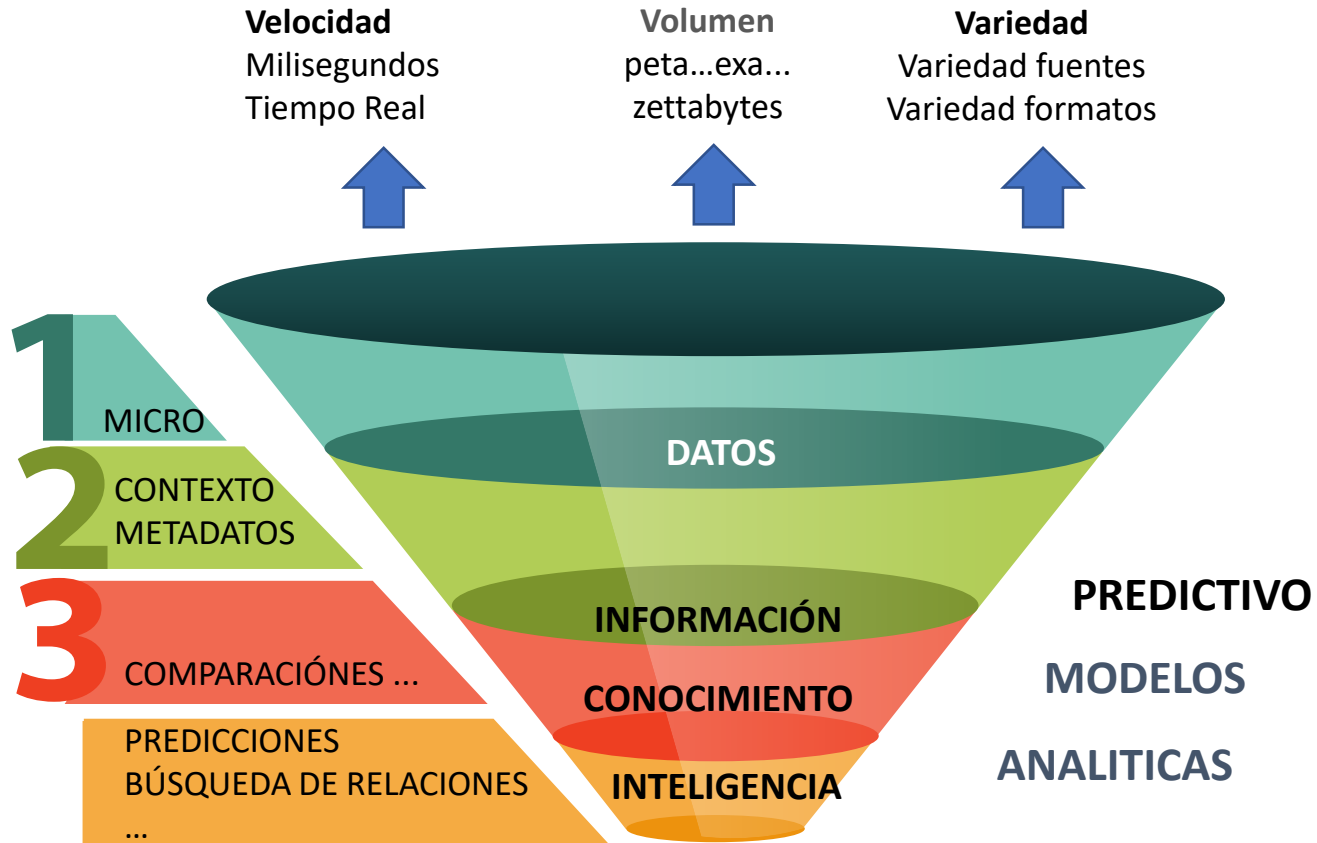 Velocidad
Milisegundos
Tiempo Real
Volumen
peta...exa...
zettabytes
Variedad
Variedad fuentes
Variedad formatos
1
MICRO
DATOS
2
CONTEXTO
METADATOS
INFORMACIÓN
3
COMPARACIÓNES ...
CONOCIMIENTO
PREDICCIONES
BÚSQUEDA DE RELACIONES
...
INTELIGENCIA
PREDICTIVO
MODELOS
ANALITICAS